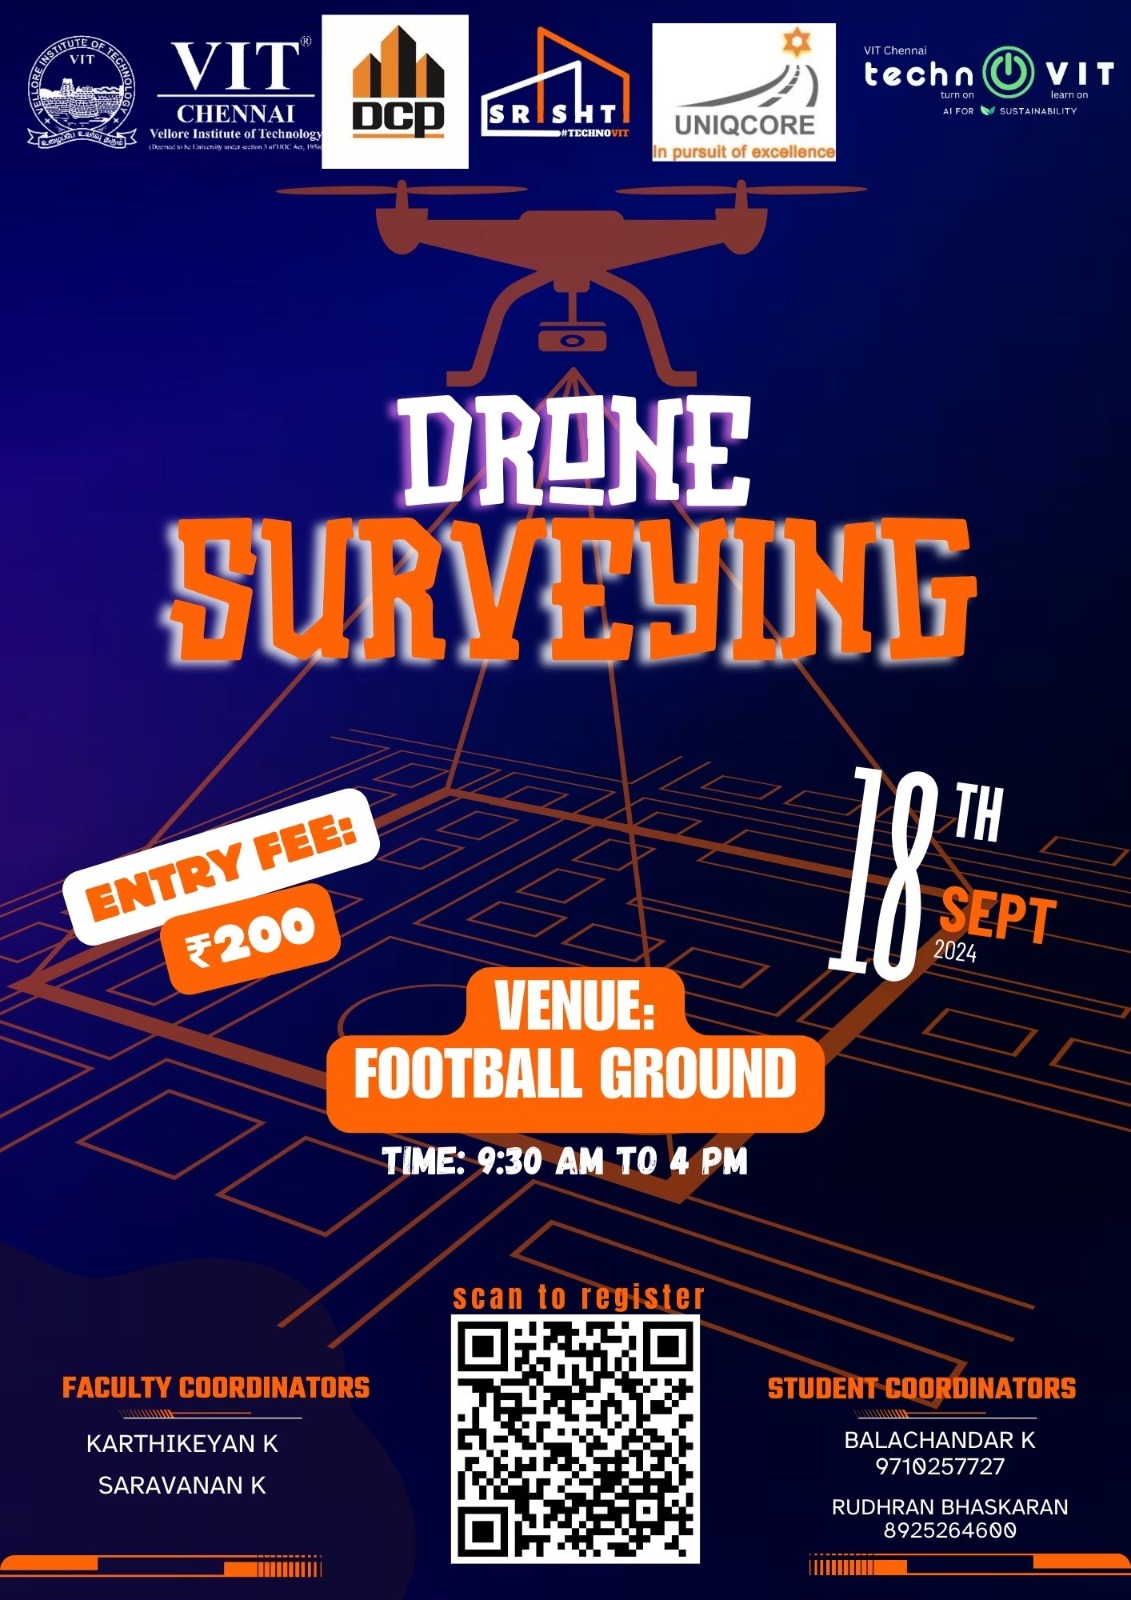 VELLORE INSTITUTE OF TECHNOLOGY
VIT
VIT®
CHENNAI
Vellore Institute of Technology
(Deemed to be University under section 3 of UGC Act, 1956)
DCP
SRISHTI
#TECHNOVIT
UNIQCORE
In pursuit of excellence
VIT Chennai
techno VIT
turn on
learn on
AI FOR SUSTAINABILITY
DRONE
SURVEYING
ENTRY FEE:
₹200
18TH
SEPT
2024
VENUE:
FOOTBALL GROUND
TIME: 9:30 AM TO 4 PM
scan to register
FACULTY COORDINATORS
KARTHIKEYAN K
SARAVANAN K
STUDENT COORDINATORS
BALACHANDAR K
9710257727
RUDHRAN BHASKARAN
8925264600